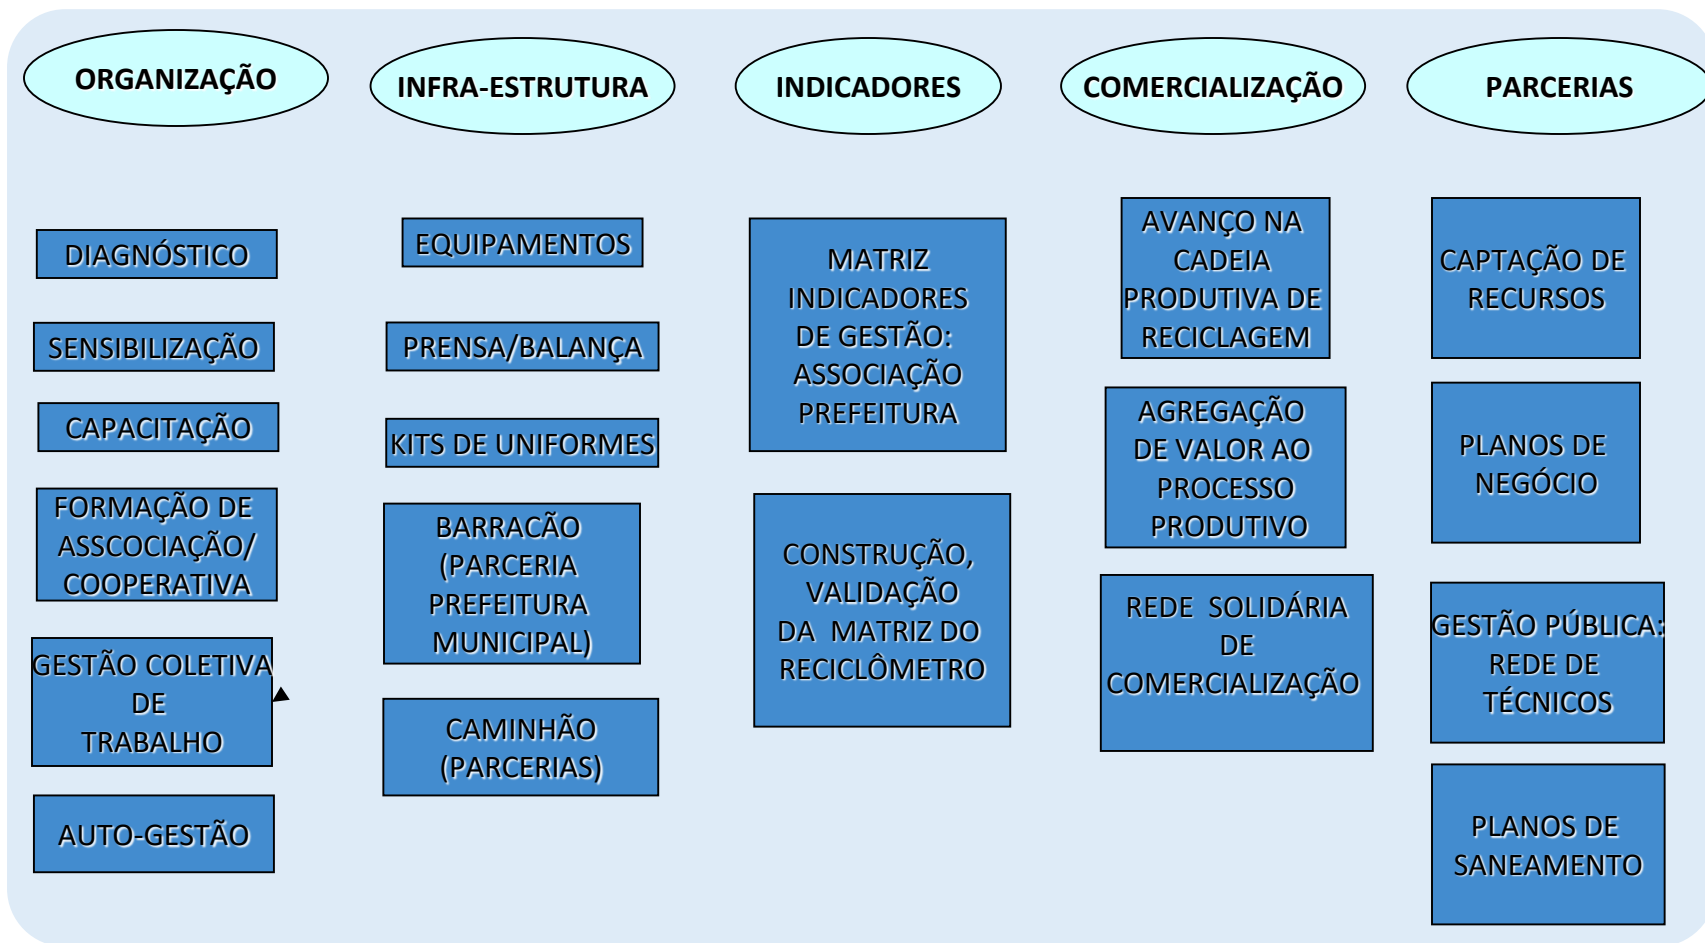 ORGANIZAÇÃO
INFRA-ESTRUTURA
INDICADORES
COMERCIALIZAÇÃO
PARCERIAS
DIAGNÓSTICO
SENSIBILIZAÇÃO
CAPACITAÇÃO
FORMAÇÃO DE
ASSCOCIAÇÃO/
COOPERATIVA
GESTÃO COLETIVA
DE
TRABALHO
AUTO-GESTÃO
EQUIPAMENTOS
PRENSA/BALANÇA
KITS DE UNIFORMES
BARRACÃO
(PARCERIA
PREFEITURA
MUNICIPAL)
CAMINHÃO
(PARCERIAS)
MATRIZ
INDICADORES
DE GESTÃO:
ASSOCIAÇÃO
PREFEITURA
CONSTRUÇÃO,
VALIDAÇÃO
DA MATRIZ DO
RECICLÔMETRO
AVANÇO NA
CADEIA
PRODUTIVA DE
RECICLAGEM
AGREGAÇÃO
DE VALOR AO
PROCESSO
PRODUTIVO
REDE SOLIDÁRIA
DE
COMERCIALIZAÇÃO
CAPTAÇÃO DE
RECURSOS
PLANOS DE
NEGÓCIO
GESTÃO PÚBLICA:
REDE DE
TÉCNICOS
PLANOS DE
SANEAMENTO